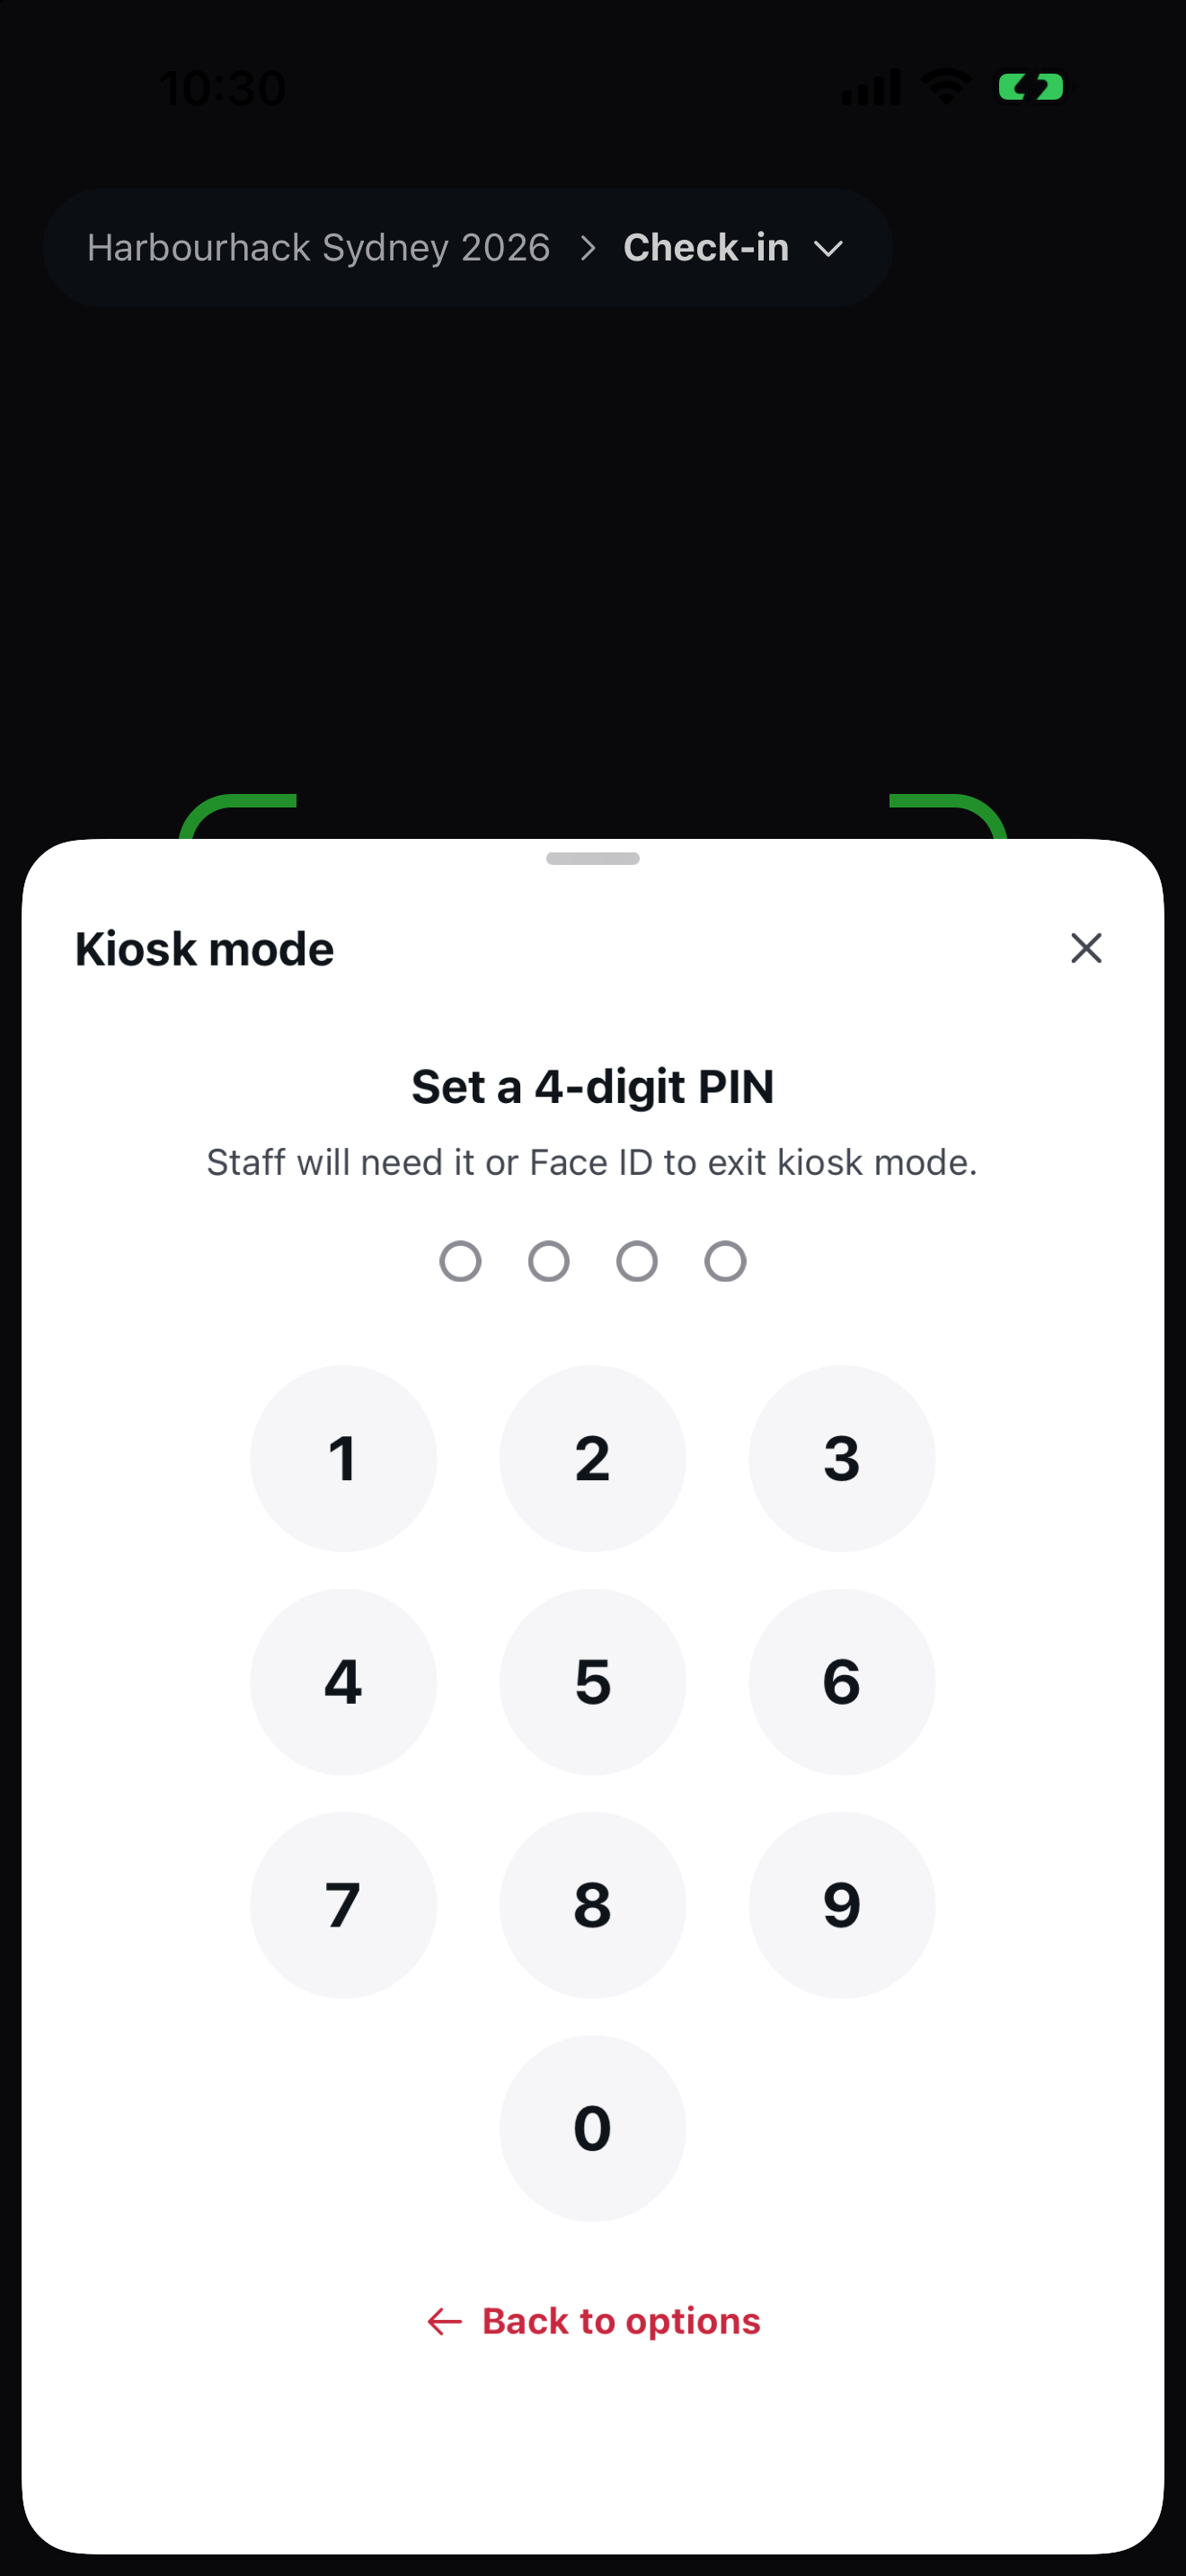 10:30
Harbourhack Sydney 2026 > Check-in
Kiosk mode
Set a 4-digit PIN
Staff will need it or Face ID to exit kiosk mode.
1 2 3
4 5 6
7 8 9
0
← Back to options